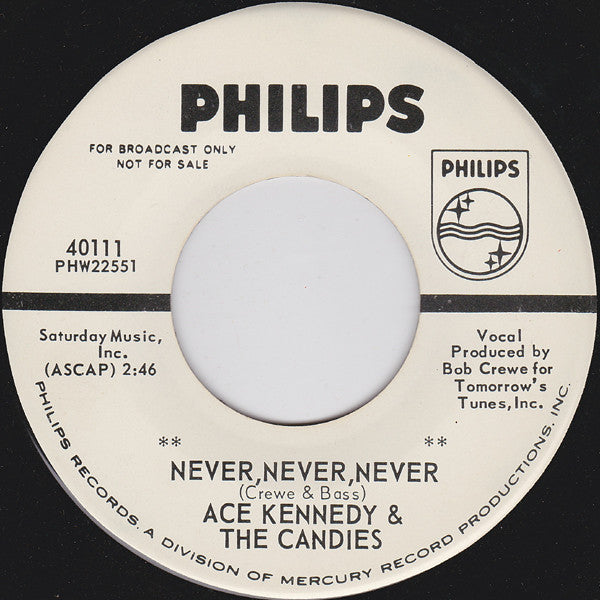 PHILIPS
FOR BROADCAST ONLY
NOT FOR SALE
PHILIPS
40111
PHW22551
Saturday Music,
Inc.
(ASCAP) 2:46
Vocal
Produced by
Bob Crewe for
Tomorrow's
Tunes, Inc.
** **
NEVER, NEVER, NEVER
(Crewe & Bass)
ACE KENNEDY &
THE CANDIES
PHILIPS RECORDS. A DIVISION OF MERCURY RECORD PRODUCTIONS, INC.